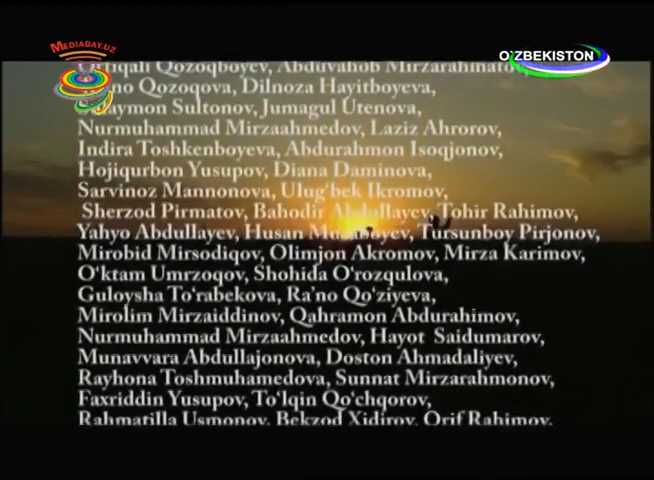 MEDIABAY.UZ
O'ZBEKISTON
Qozoqboyev, Abduvahob
Qozoqova, Dilnoza Hayitboyeva,
Sultonov, Jumagul Utenova,
Nurmuhammad Mirzaahmedov, Laziz Ahrorov,
Indira Toshkenboyeva, Abdurahmon Isoqjonov,
Hojiqurbon Yusupov, Diana Daminova,
Sarvinoz Mannonova, Ulug‘bek Ikromov,
Sherzod Pirmatov, Bahodir Abdullayev, Tohir Rahimov,
Yahyo Abdullayev, Husan Tursunboy Pirjonov,
Mirobid Mirsodiqov, Olimjon Akromov, Mirza Karimov,
O‘ktam Umrzoqov, Shohida O‘rozqulova,
Guloysha To‘rabekova, Ra’no Qo‘ziyeva,
Mirolim Mirzaiddinov, Qahramon Abdurahimov,
Nurmuhammad Mirzaahmedov, Hayot Saidumarov,
Munavvara Abdullajonova, Doston Ahmadaliyev,
Rayhona Toshmuhamedova, Sunnat Mirzarahmonov,
Faxriddin Yusupov, To‘lqin Qo‘chqorov,
Rahmatilla Usmonov, Bekzod Xidirov, Orif Rahimov,